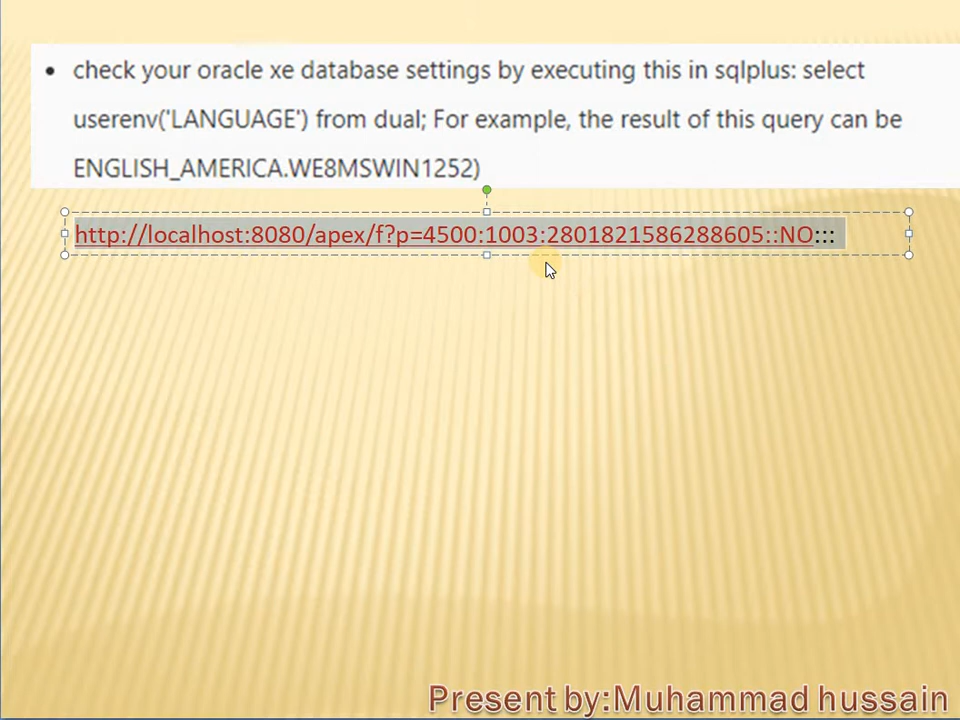 • check your oracle xe database settings by executing this in sqlplus: select
userenv('LANGUAGE') from dual; For example, the result of this query can be
ENGLISH_AMERICA.WE8MSWIN1252)
http://localhost:8080/apex/f?p=4500:1003:2801821586288605::NO:::
Present by:Muhammad hussain